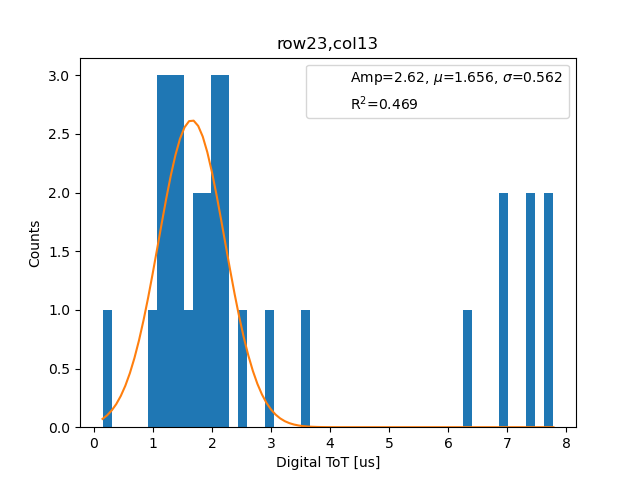 row23,col13
Amp=2.62, μ=1.656, σ=0.562
R²=0.469
3.0
2.5
2.0
1.5
1.0
0.5
0.0
Counts
0 1 2 3 4 5 6 7 8
Digital ToT [us]